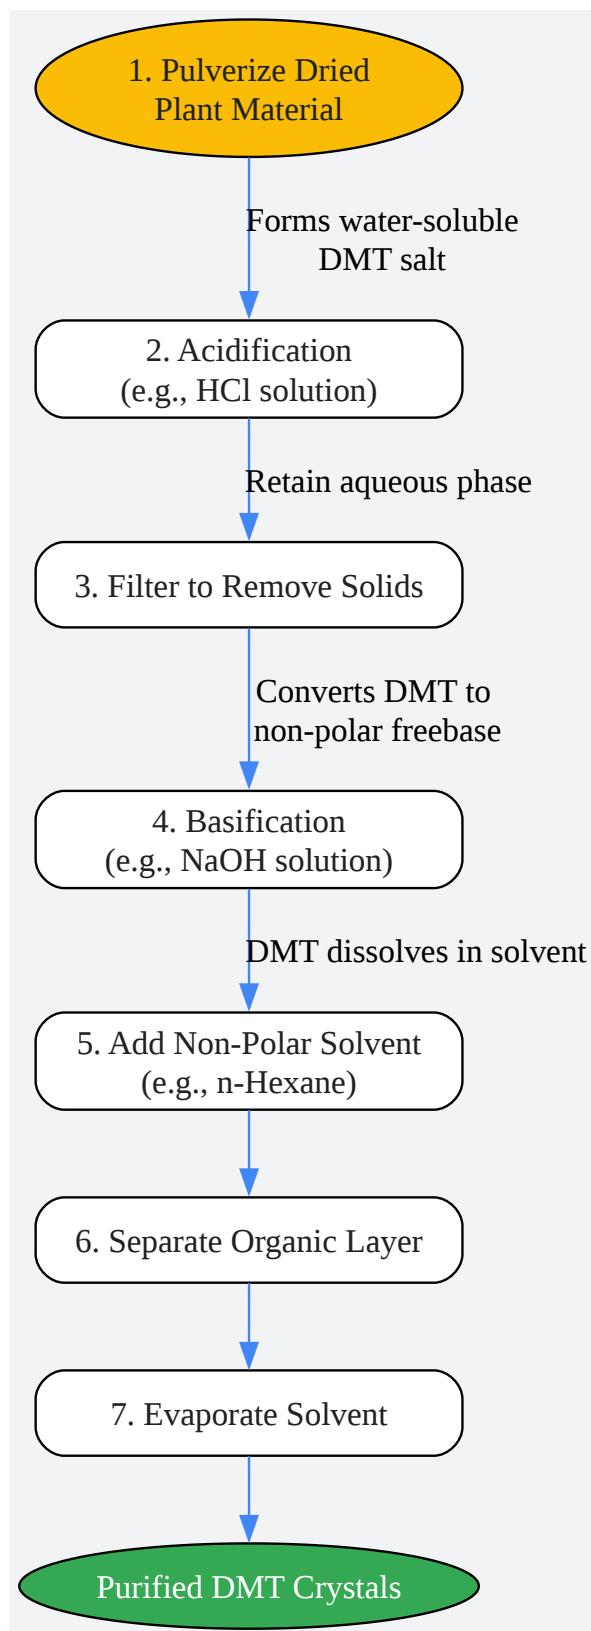 1. Pulverize Dried
Plant Material
Forms water-soluble
DMT salt
2. Acidification
(e.g., HCl solution)
Retain aqueous phase
3. Filter to Remove Solids
Converts DMT to
non-polar freebase
4. Basification
(e.g., NaOH solution)
DMT dissolves in solvent
5. Add Non-Polar Solvent
(e.g., n-Hexane)
6. Separate Organic Layer
7. Evaporate Solvent
Purified DMT Crystals